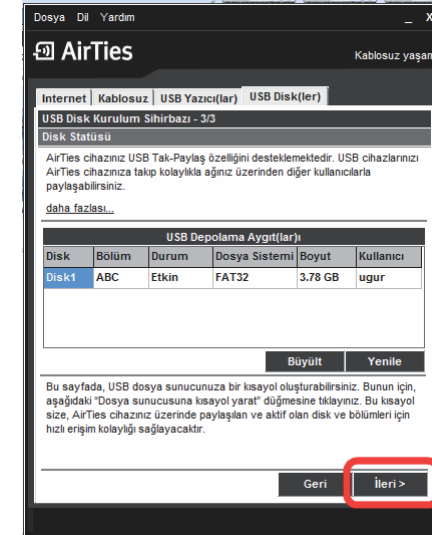 Dosya Dil Yardım _ X
AirTies
Kablosuz yaşam
Internet Kablosuz USB Yazıcı(lar) USB Disk(ler)
USB Disk Kurulum Sihirbazı - 3/3
Disk Statüsü
AirTies cihazınız USB Tak-Paylaş özelliğini desteklemektedir. USB cihazlarınızı
AirTies cihazınıza takıp kolaylıkla ağınız üzerinden diğer kullanıcılarla
paylaşabilirsiniz.
daha fazlası...
USB Depolama Aygıt(lar)ı
Disk Bölüm Durum Dosya Sistemi Boyut Kullanıcı
Disk1 ABC Etkin FAT32 3.78 GB ugur
Büyült Yenile
Bu sayfada, USB dosya sunucunuza bir kısayol oluşturabilirsiniz. Bunun için,
aşağıdaki "Dosya sunucusuna kısayol yarat" düğmesine tıklayınız. Bu kısayol
size, AirTies cihazınız üzerinde paylaşılan ve aktif olan disk ve bölümleri için
hızlı erişim kolaylığı sağlayacaktır.
Geri İleri >